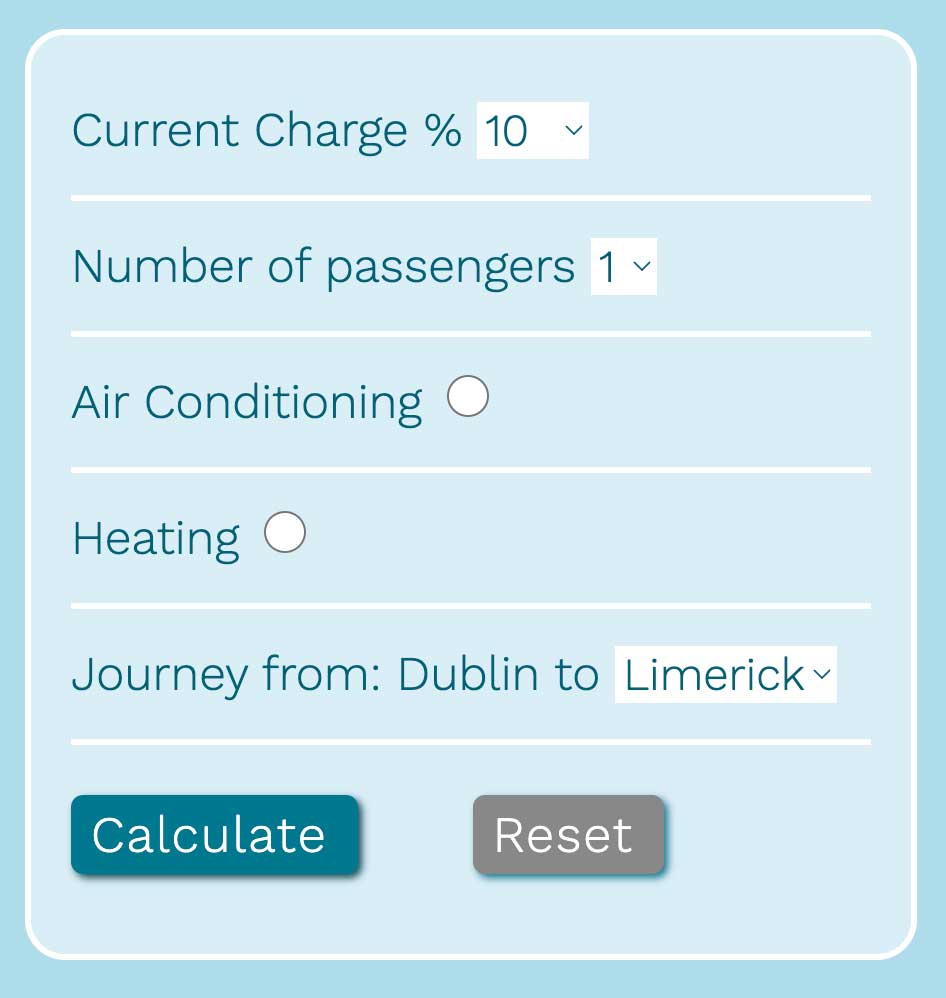 Current Charge % 10
Number of passengers 1
Air Conditioning
Heating
Journey from: Dublin to Limerick
Calculate Reset